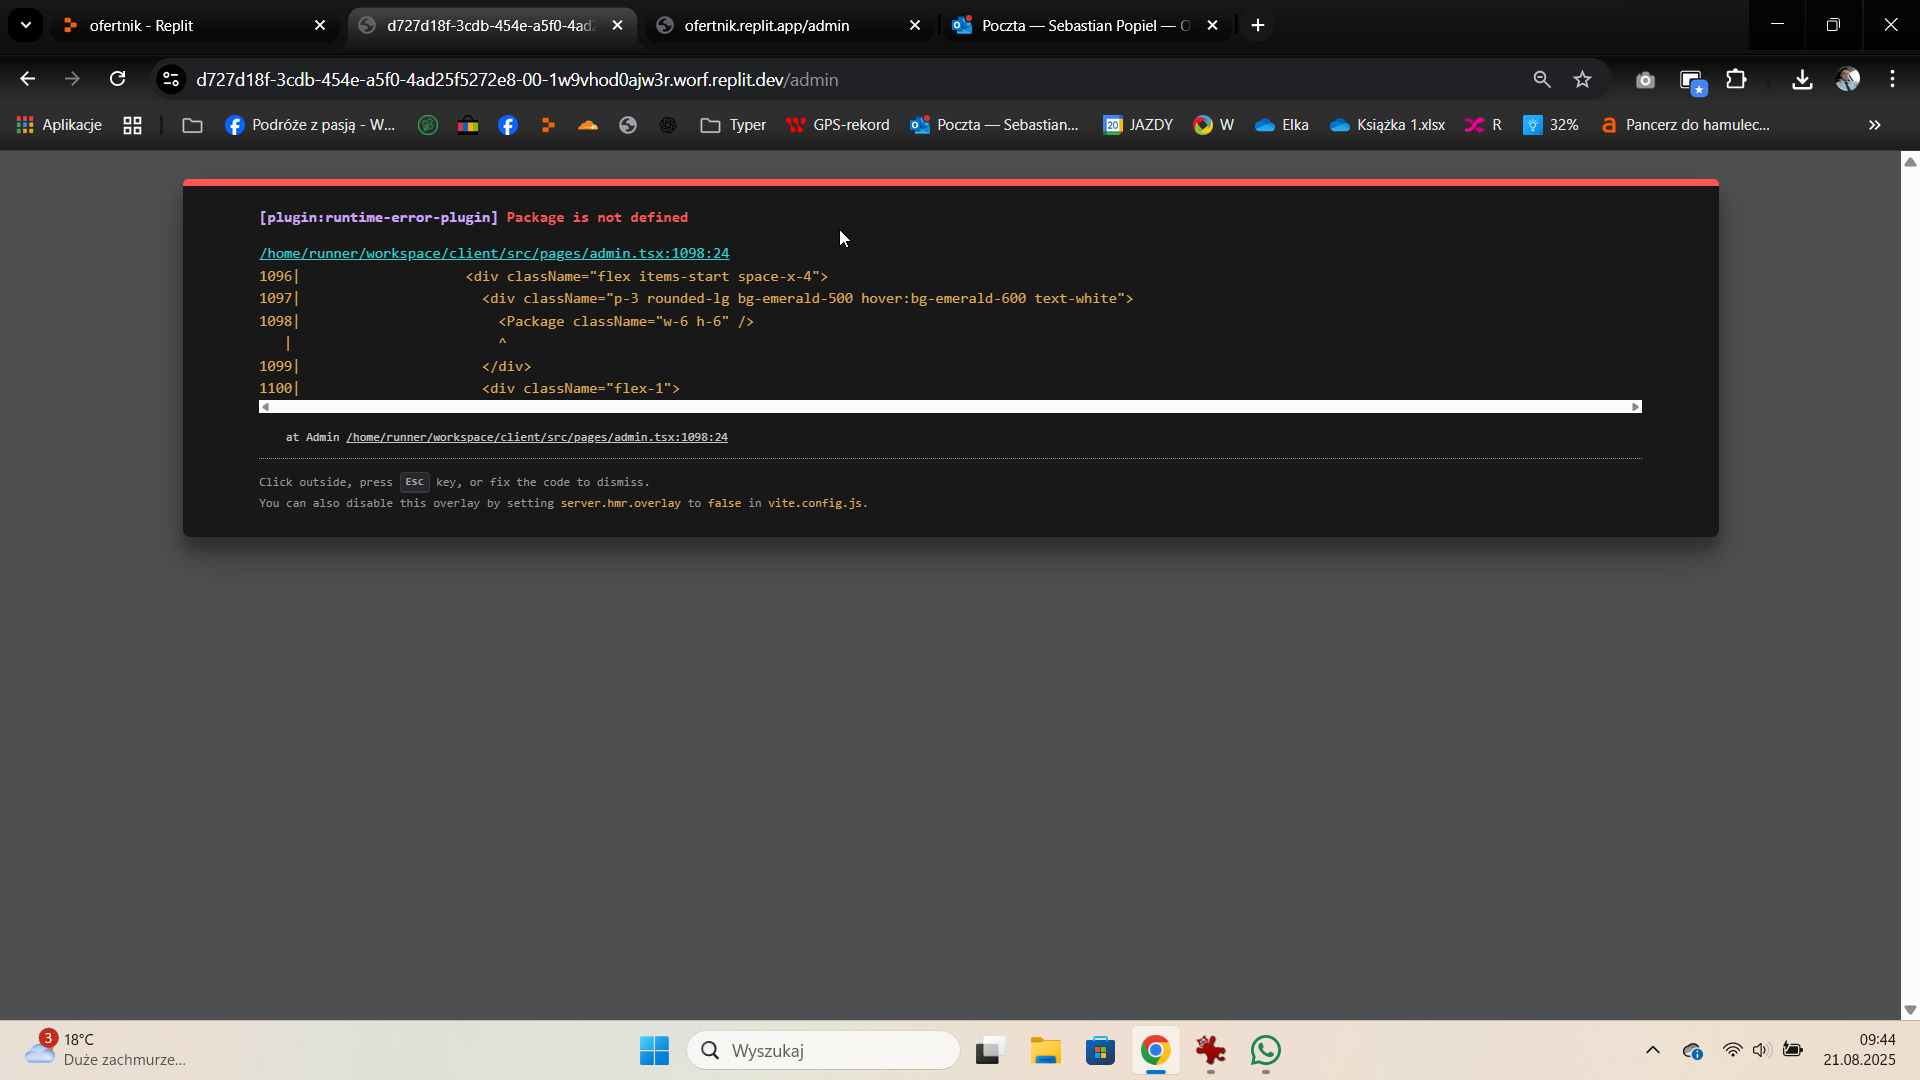 ofertnik - Replit
d727d18f-3cdb-454e-a5f0-4ad2
ofertnik.replit.app/admin
Poczta — Sebastian Popiel — O
d727d18f-3cdb-454e-a5f0-4ad25f5272e8-00-1w9vhod0ajw3r.worf.replit.dev/admin
Aplikacje
Podróże z pasją - W...
Typer
GPS-rekord
Poczta — Sebastian...
20
JAZDY
W
Elka
Książka 1.xlsx
R
32%
Pancerz do hamulec...
[plugin:runtime-error-plugin] Package is not defined
/home/runner/workspace/client/src/pages/admin.tsx:1098:24
1096| <div className="flex items-start space-x-4">
1097| <div className="p-3 rounded-lg bg-emerald-500 hover:bg-emerald-600 text-white">
1098| <Package className="w-6 h-6" />
| ^
1099| </div>
1100| <div className="flex-1">
at Admin /home/runner/workspace/client/src/pages/admin.tsx:1098:24
Click outside, press Esc key, or fix the code to dismiss.
You can also disable this overlay by setting server.hmr.overlay to false in vite.config.js.
3
18°C
Duże zachmurze...
Wyszukaj
09:44
21.08.2025